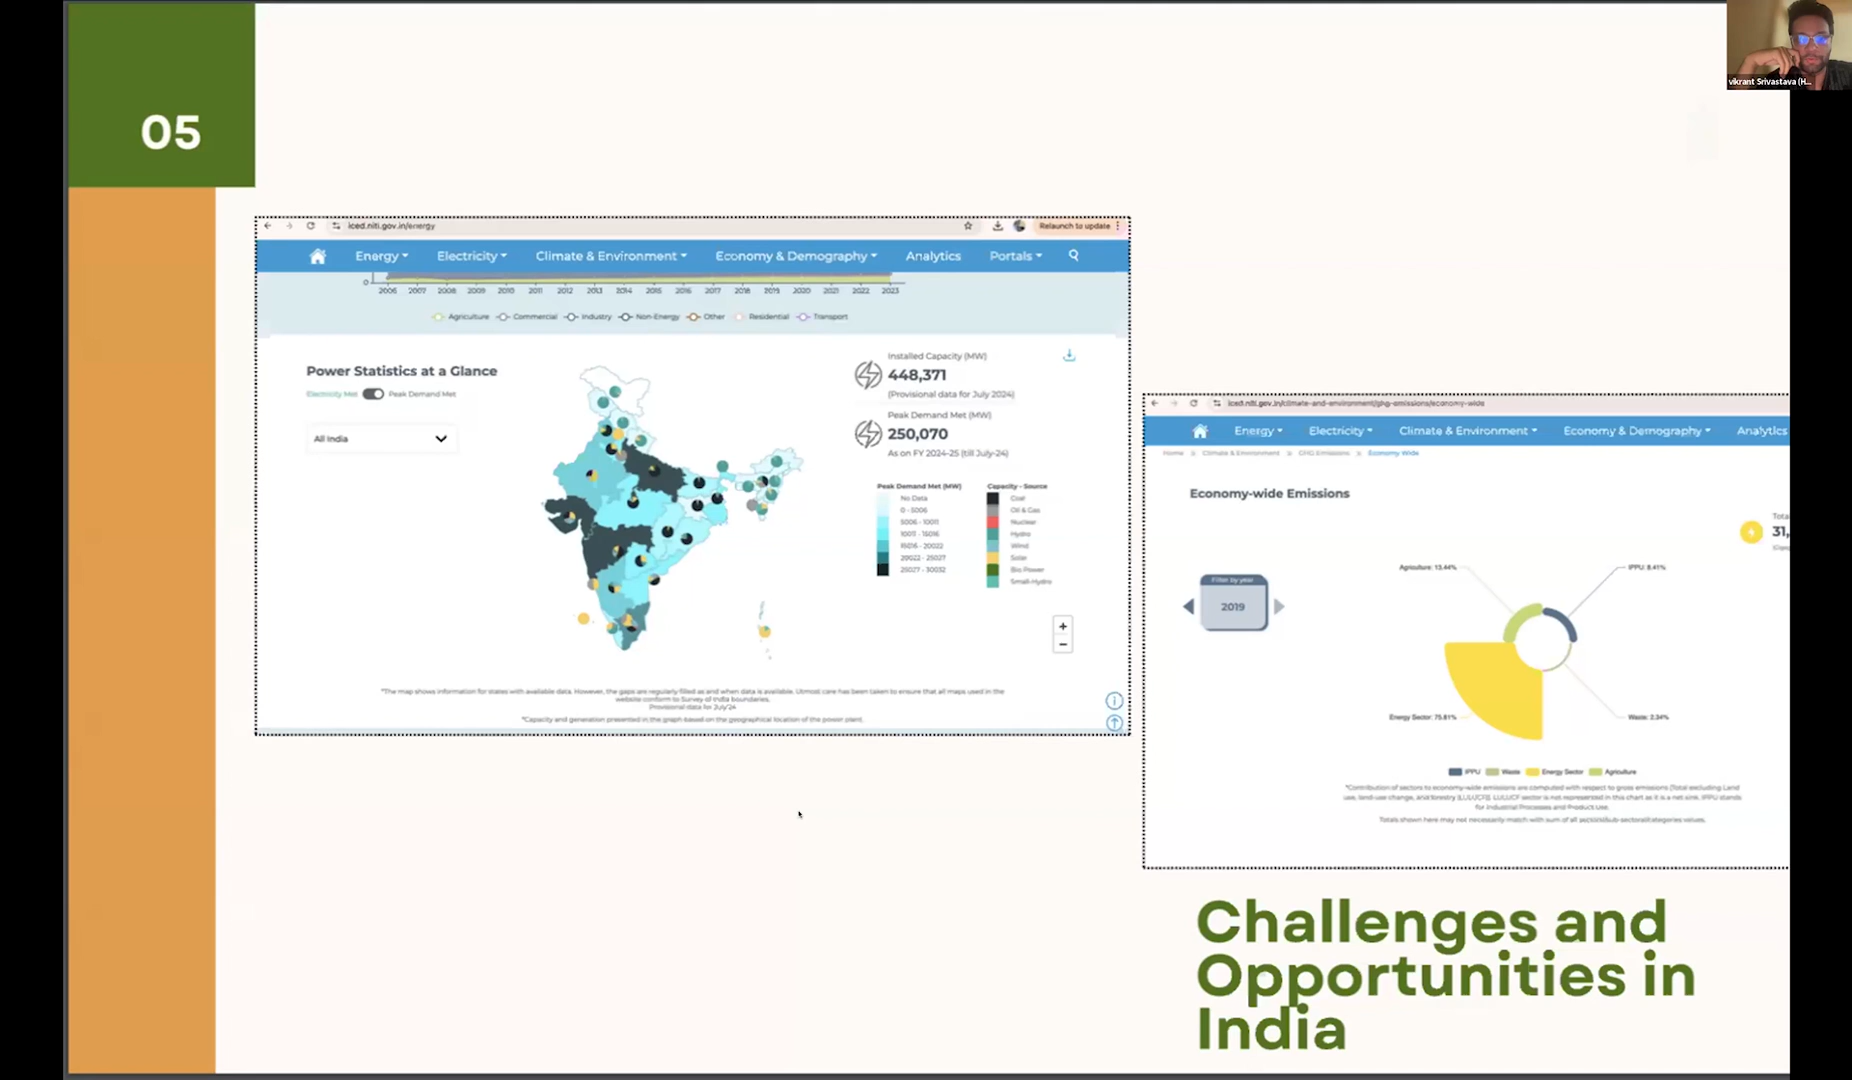 05
vikrant Srivastava (H...
iced.niti.gov.in/energy
Relaunch to update
Energy
Electricity
Climate & Environment
Economy & Demography
Analytics
Portals
0
2006 2007 2008 2009 2010 2011 2012 2013 2014 2015 2016 2017 2018 2019 2020 2021 2022 2023
Agriculture Commercial Industry Non-Energy Other Residential Transport
Power Statistics at a Glance
Electricity Met Peak Demand Met
All India
Installed Capacity (MW)
448,371
(Provisional data for July 2024)
Peak Demand Met (MW)
250,070
As on FY 2024-25 (till July-24)
Peak Demand Met (MW)
No Data
0 - 5006
5006 - 10011
10011 - 15016
15016 - 20022
20022 - 25027
25027 - 30032
Capacity - Source
Coal
Oil & Gas
Nuclear
Hydro
Wind
Solar
Bio Power
Small-Hydro
+
−
*The map shows information for states with available data. However, the gaps are regularly filled as and when data is available. Utmost care has been taken to ensure that all maps used in the
website conform to Survey of India boundaries.
Provisional data for July'24
*Capacity and generation presented in the graph based on the geographical location of the power plant.
iced.niti.gov.in/climate-and-environment/ghg-emissions/economy-wide
Energy
Electricity
Climate & Environment
Economy & Demography
Analytics
Home » Climate & Environment » GHG Emissions » Economy Wide
Economy-wide Emissions
Tota
31,
Filter by year
2019
Agriculture: 13.44%
IPPU: 8.41%
Energy Sector: 75.81%
Waste: 2.34%
IPPU Waste Energy Sector Agriculture
*Contribution of sectors to economy-wide emissions are computed with respect to gross emissions (Total excluding Land
use, land-use change, and forestry (LULUCF)). LULUCF sector is not represented in this chart as it is a net sink. IPPU stands
for Industrial Processes and Product Use.
Totals shown here may not necessarily match with sum of all sectors/sub-sectors/categories values.
Challenges and
Opportunities in
India